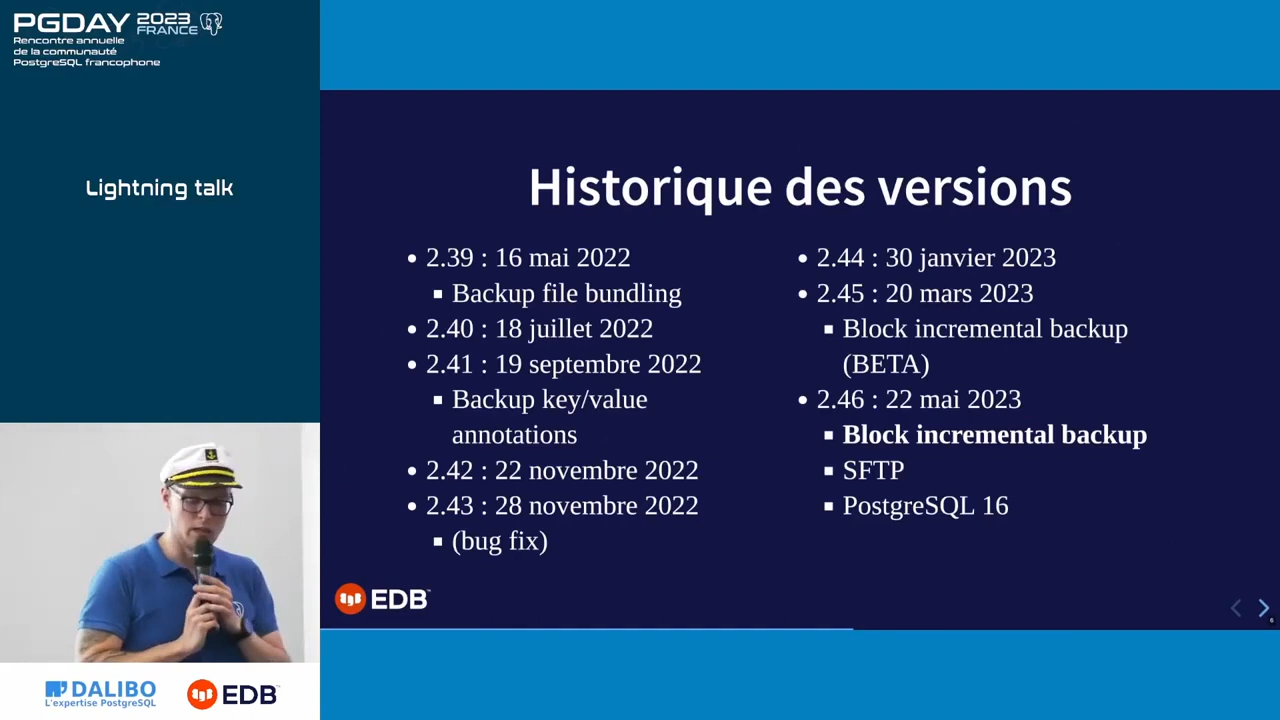 PGDAY 2023 FRANCE
Rencontre annuelle
de la communauté
PostgreSQL francophone
Lightning talk
Historique des versions
2.39 : 16 mai 2022
Backup file bundling
2.40 : 18 juillet 2022
2.41 : 19 septembre 2022
Backup key/value
annotations
2.42 : 22 novembre 2022
2.43 : 28 novembre 2022
(bug fix)
2.44 : 30 janvier 2023
2.45 : 20 mars 2023
Block incremental backup
(BETA)
2.46 : 22 mai 2023
Block incremental backup
SFTP
PostgreSQL 16
EDB
6
DALIBO
L'expertise PostgreSQL
EDB